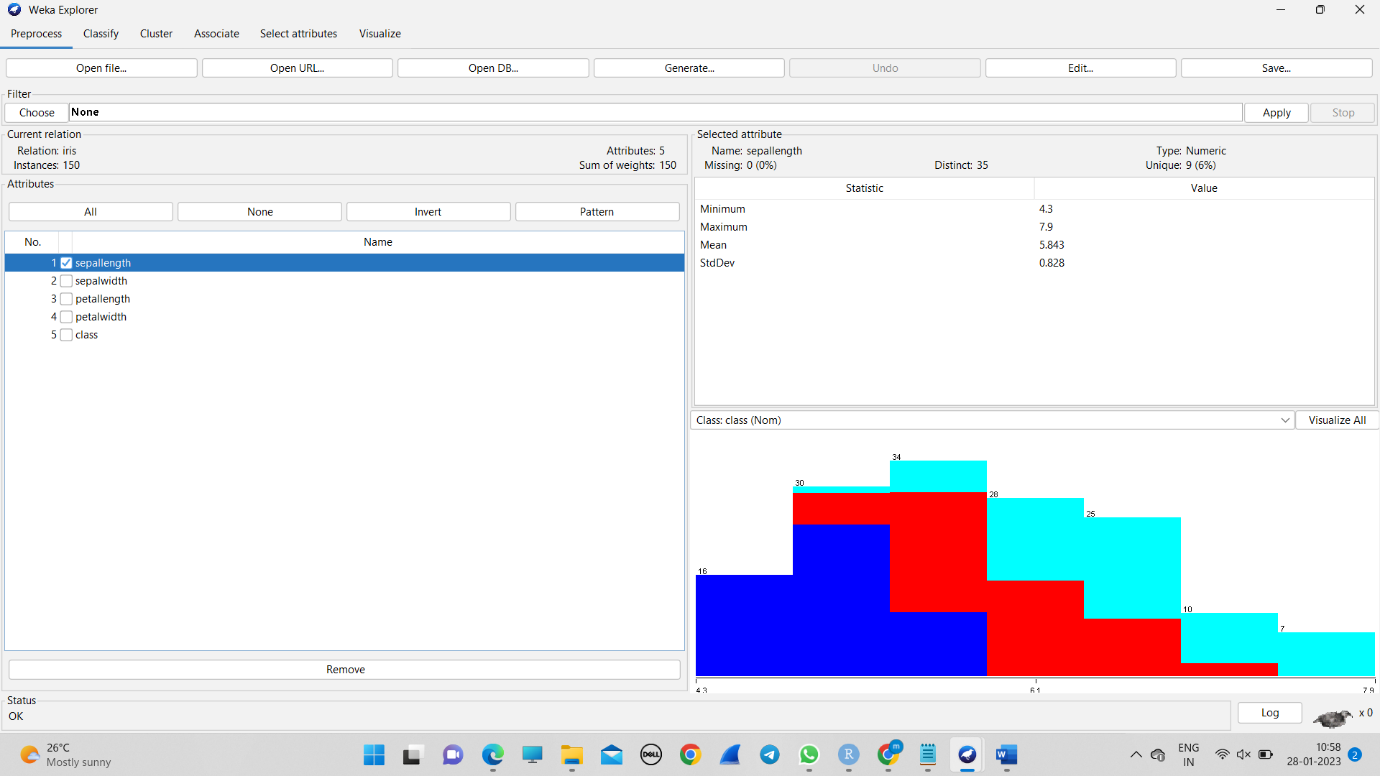 Weka Explorer
Preprocess Classify Cluster Associate Select attributes Visualize
Open file... Open URL... Open DB... Generate... Undo Edit... Save...
Filter
Choose None Apply Stop
Current relation
Relation: iris Attributes: 5
Instances: 150 Sum of weights: 150
Attributes
All None Invert Pattern
No. Name
1 sepallength
2 sepalwidth
3 petallength
4 petalwidth
5 class
Remove
Selected attribute
Name: sepallength Type: Numeric
Missing: 0 (0%) Distinct: 35 Unique: 9 (6%)
Statistic Value
Minimum 4.3
Maximum 7.9
Mean 5.843
StdDev 0.828
Class: class (Nom) Visualize All
34
30
28
25
16
10
7
4.3 6.1 7.9
Status
OK
Log x 0
26°C
Mostly sunny
DELL
R
m
W
ENG
IN
10:58
28-01-2023
2